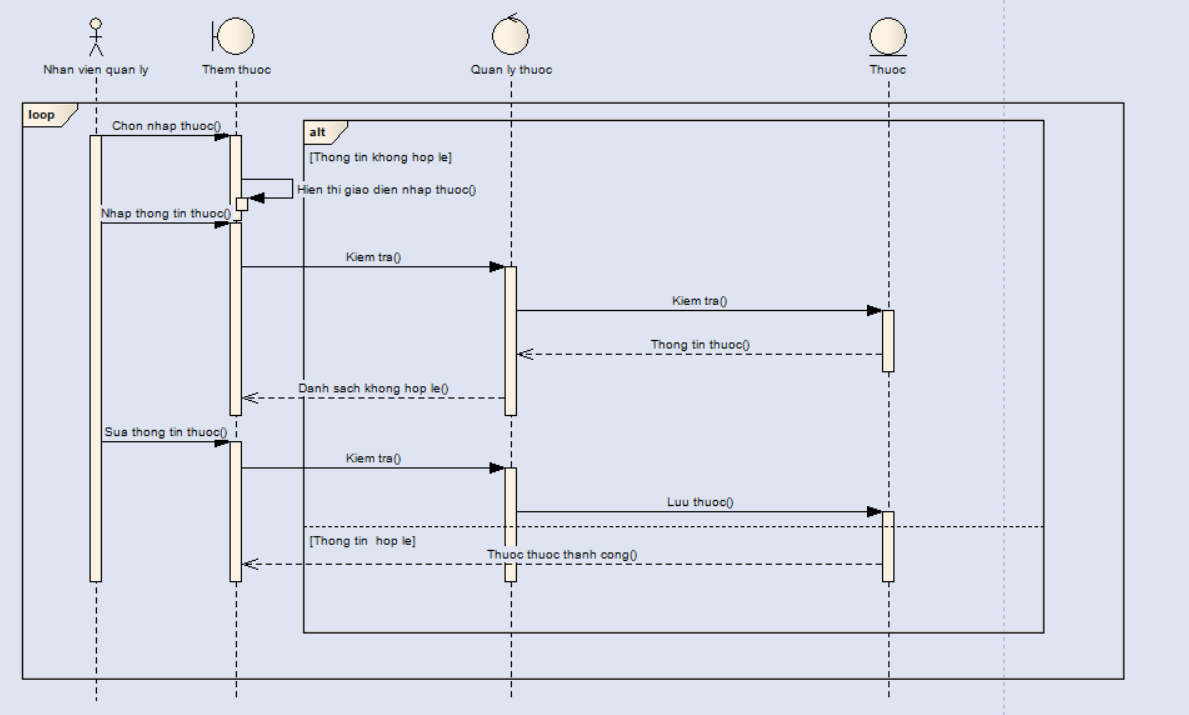 Nhan vien quan ly
Them thuoc
Quan ly thuoc
Thuoc
loop
Chon nhap thuoc()
alt
[Thong tin khong hop le]
Hien thi giao dien nhap thuoc()
Nhap thong tin thuoc()
Kiem tra()
Kiem tra()
Thong tin thuoc()
Danh sach khong hop le()
Sua thong tin thuoc()
Kiem tra()
Luu thuoc()
[Thong tin  hop le]
Thuoc thuoc thanh cong()